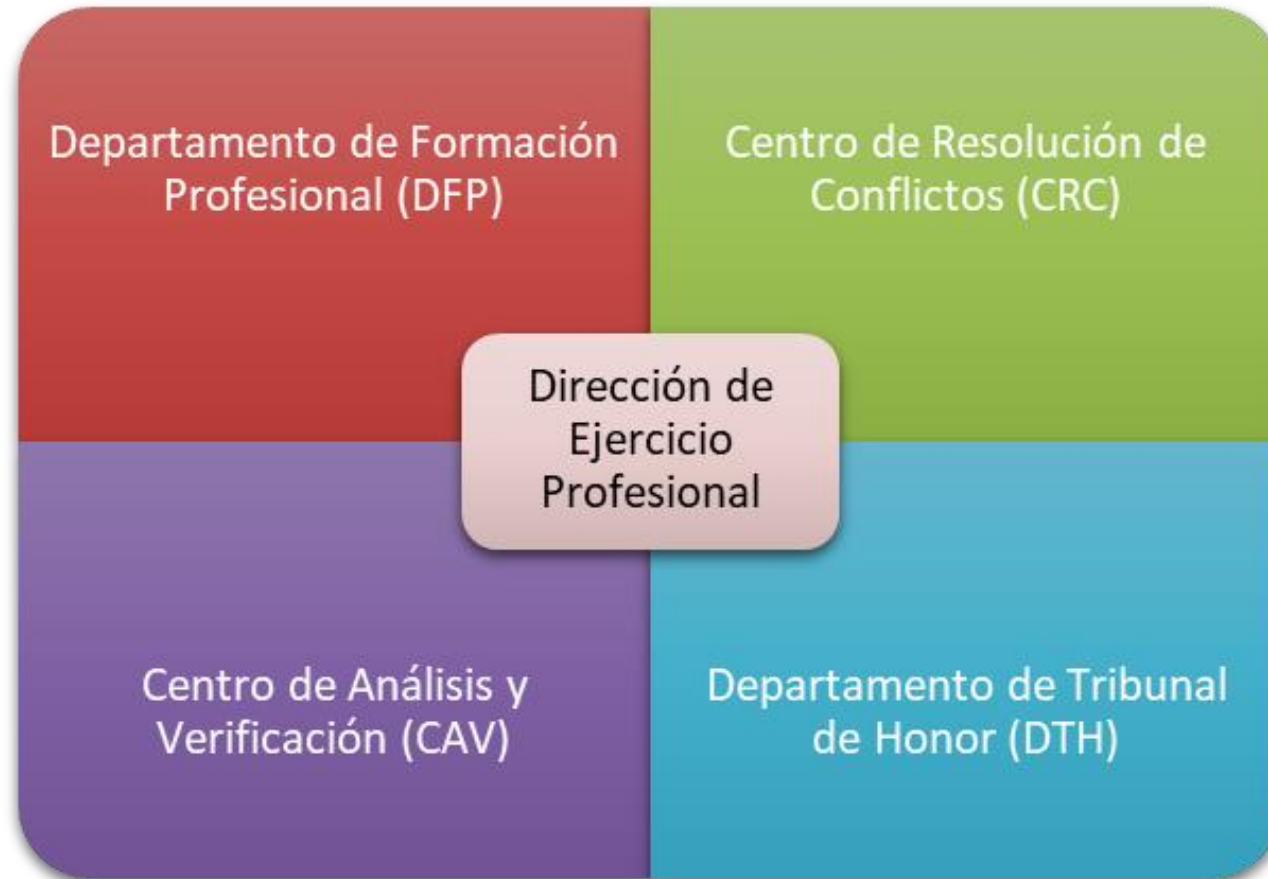 Departamento de Formación
Profesional (DFP)
Centro de Resolución de
Conflictos (CRC)
Dirección de
Ejercicio
Profesional
Centro de Análisis y
Verificación (CAV)
Departamento de Tribunal
de Honor (DTH)